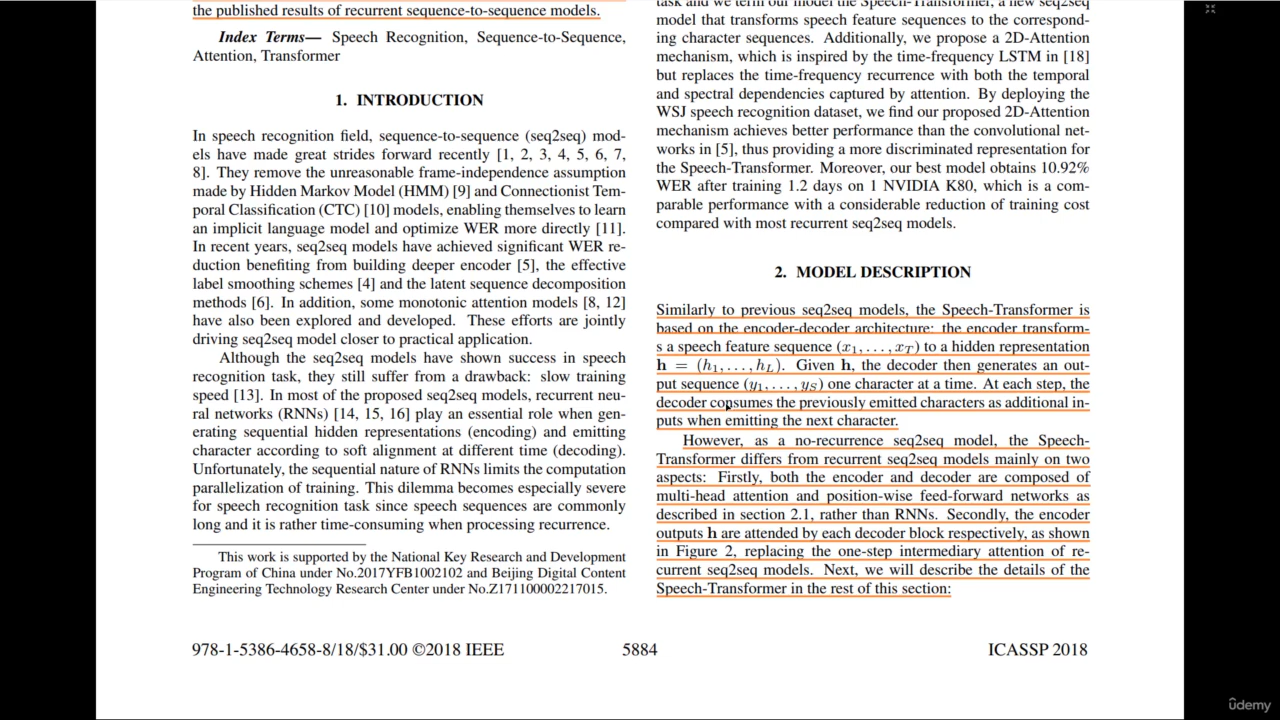 the published results of recurrent sequence-to-sequence models.
Index Terms— Speech Recognition, Sequence-to-Sequence,
Attention, Transformer
1. INTRODUCTION
In speech recognition field, sequence-to-sequence (seq2seq) mod-
els have made great strides forward recently [1, 2, 3, 4, 5, 6, 7,
8]. They remove the unreasonable frame-independence assumption
made by Hidden Markov Model (HMM) [9] and Connectionist Tem-
poral Classification (CTC) [10] models, enabling themselves to learn
an implicit language model and optimize WER more directly [11].
In recent years, seq2seq models have achieved significant WER re-
duction benefiting from building deeper encoder [5], the effective
label smoothing schemes [4] and the latent sequence decomposition
methods [6]. In addition, some monotonic attention models [8, 12]
have also been explored and developed. These efforts are jointly
driving seq2seq model closer to practical application.
Although the seq2seq models have shown success in speech
recognition task, they still suffer from a drawback: slow training
speed [13]. In most of the proposed seq2seq models, recurrent neu-
ral networks (RNNs) [14, 15, 16] play an essential role when gen-
erating sequential hidden representations (encoding) and emitting
character according to soft alignment at different time (decoding).
Unfortunately, the sequential nature of RNNs limits the computation
parallelization of training. This dilemma becomes especially severe
for speech recognition task since speech sequences are commonly
long and it is rather time-consuming when processing recurrence.
This work is supported by the National Key Research and Development
Program of China under No.2017YFB1002102 and Beijing Digital Content
Engineering Technology Research Center under No.Z171100002217015.
task and we term our model the Speech-Transformer, a new seq2seq
model that transforms speech feature sequences to the correspond-
ing character sequences. Additionally, we propose a 2D-Attention
mechanism, which is inspired by the time-frequency LSTM in [18]
but replaces the time-frequency recurrence with both the temporal
and spectral dependencies captured by attention. By deploying the
WSJ speech recognition dataset, we find our proposed 2D-Attention
mechanism achieves better performance than the convolutional net-
works in [5], thus providing a more discriminated representation for
the Speech-Transformer. Moreover, our best model obtains 10.92%
WER after training 1.2 days on 1 NVIDIA K80, which is a com-
parable performance with a considerable reduction of training cost
compared with most recurrent seq2seq models.
2. MODEL DESCRIPTION
Similarly to previous seq2seq models, the Speech-Transformer is
based on the encoder-decoder architecture: the encoder transform-
s a speech feature sequence (x₁, . . . , x_T) to a hidden representation
h = (h₁, . . . , h_L). Given h, the decoder then generates an out-
put sequence (y₁, . . . , y_S) one character at a time. At each step, the
decoder consumes the previously emitted characters as additional in-
puts when emitting the next character.
However, as a no-recurrence seq2seq model, the Speech-
Transformer differs from recurrent seq2seq models mainly on two
aspects: Firstly, both the encoder and decoder are composed of
multi-head attention and position-wise feed-forward networks as
described in section 2.1, rather than RNNs. Secondly, the encoder
outputs h are attended by each decoder block respectively, as shown
in Figure 2, replacing the one-step intermediary attention of re-
current seq2seq models. Next, we will describe the details of the
Speech-Transformer in the rest of this section:
978-1-5386-4658-8/18/$31.00 ©2018 IEEE
5884
ICASSP 2018
ûdemy